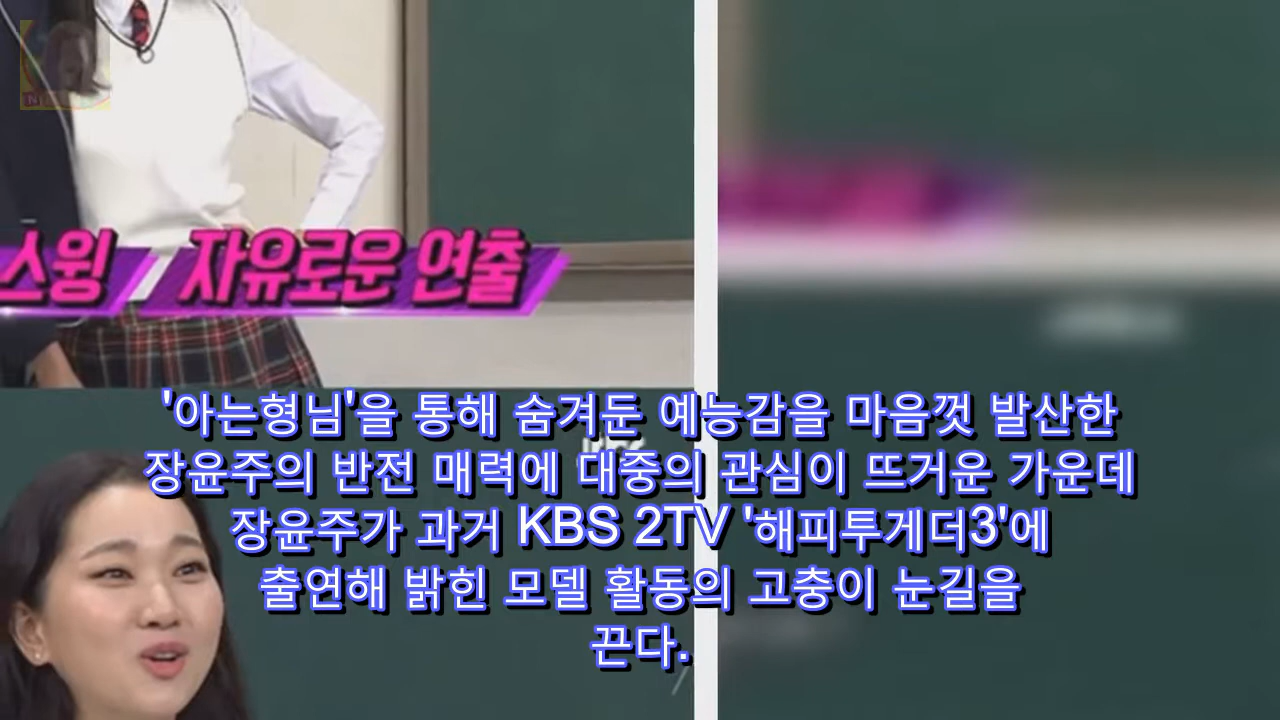 스윙 자유로운 연출
'아는형님'을 통해 숨겨둔 예능감을 마음껏 발산한
장윤주의 반전 매력에 대중의 관심이 뜨거운 가운데
장윤주가 과거 KBS 2TV '해피투게더3'에
출연해 밝힌 모델 활동의 고충이 눈길을
끈다.